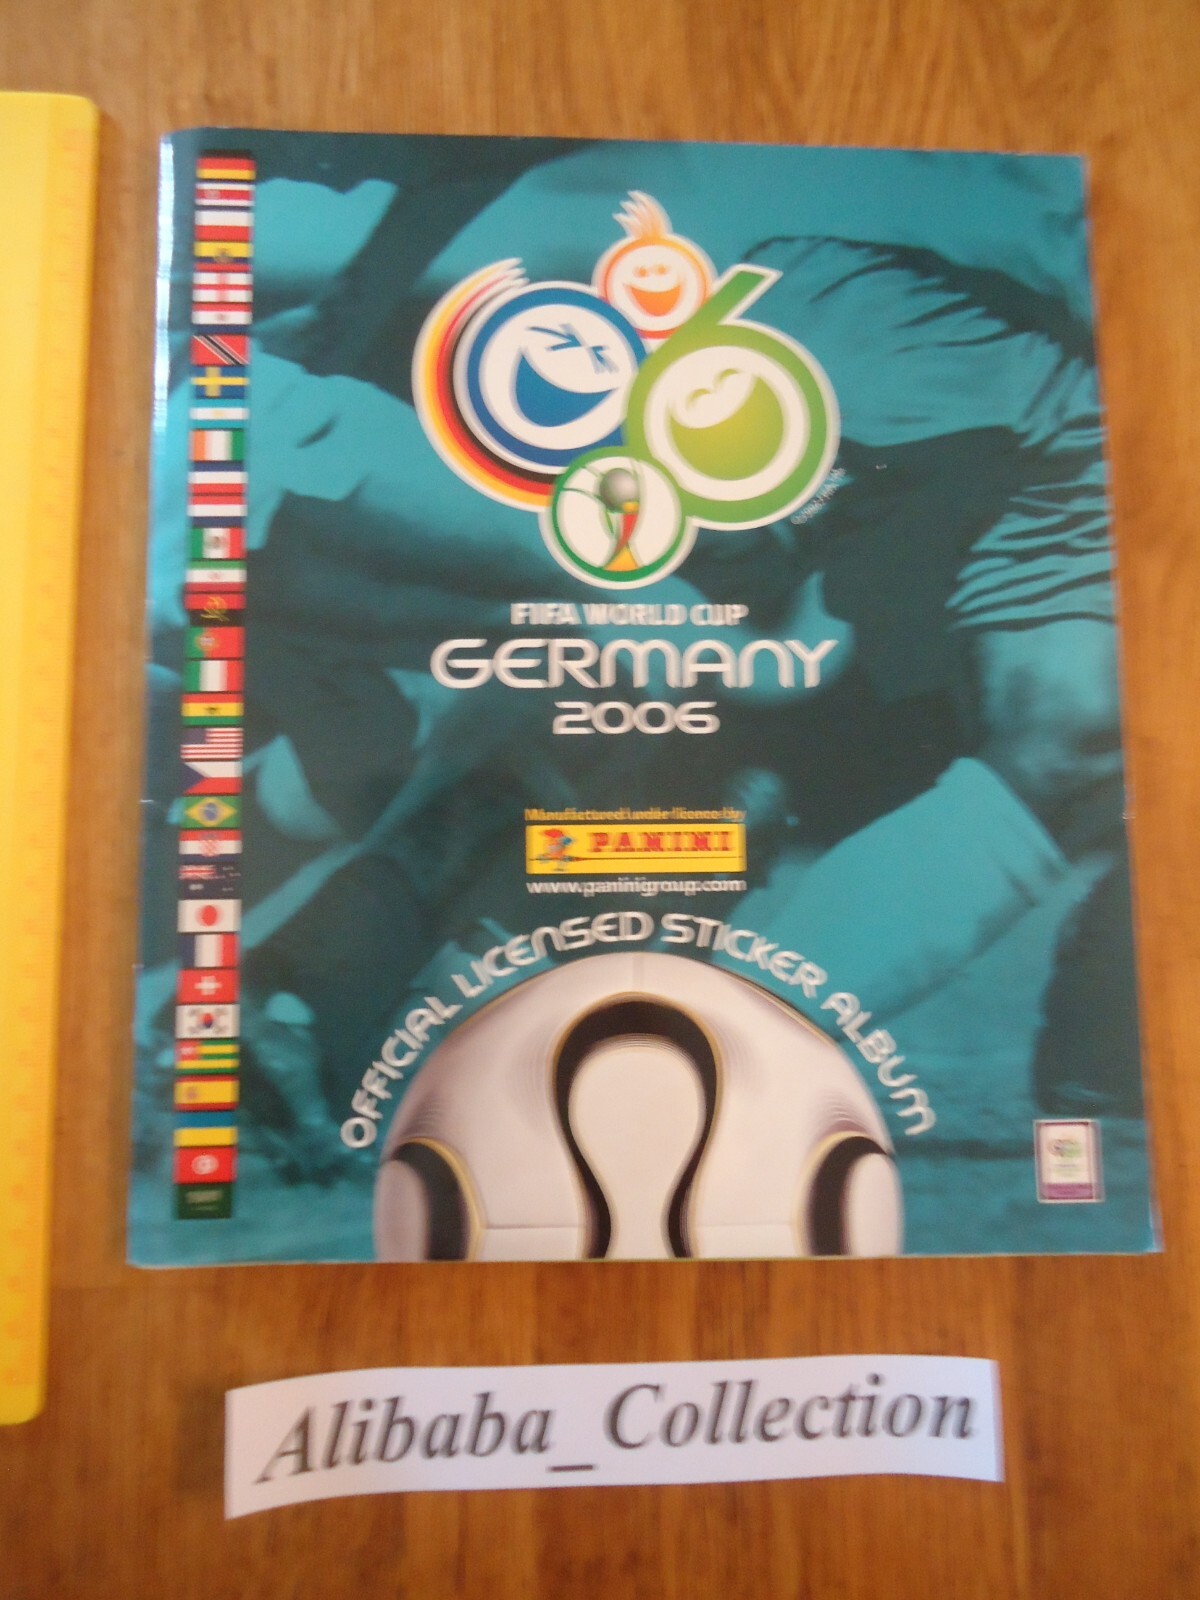 FIFA WORLD CUP
GERMANY
2006
Manufactured under licence by
PANINI
www.paninigroup.com
OFFICIAL LICENSED STICKER ALBUM
Alibaba_Collection